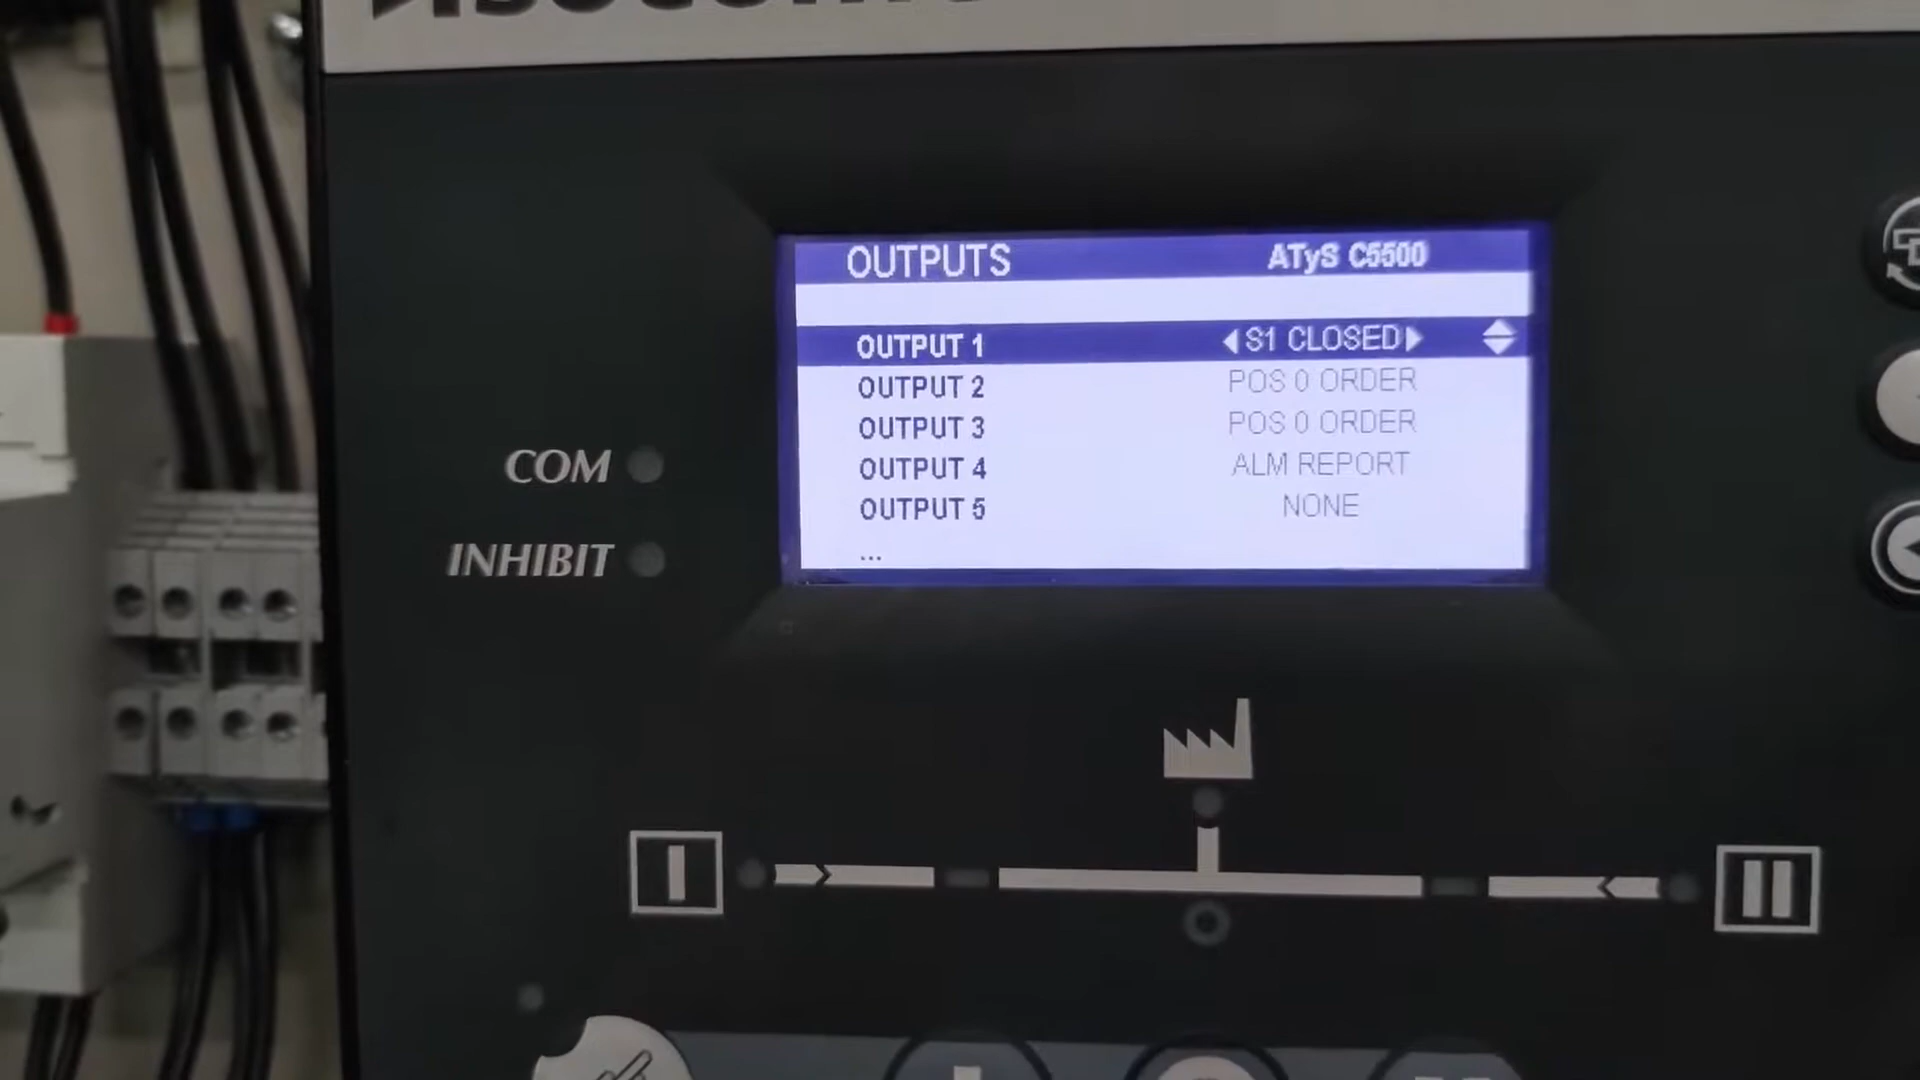 OUTPUTS ATyS C5500
OUTPUT 1 S1 CLOSED
OUTPUT 2 POS 0 ORDER
OUTPUT 3 POS 0 ORDER
OUTPUT 4 ALM REPORT
OUTPUT 5 NONE
...
COM
INHIBIT
I
II